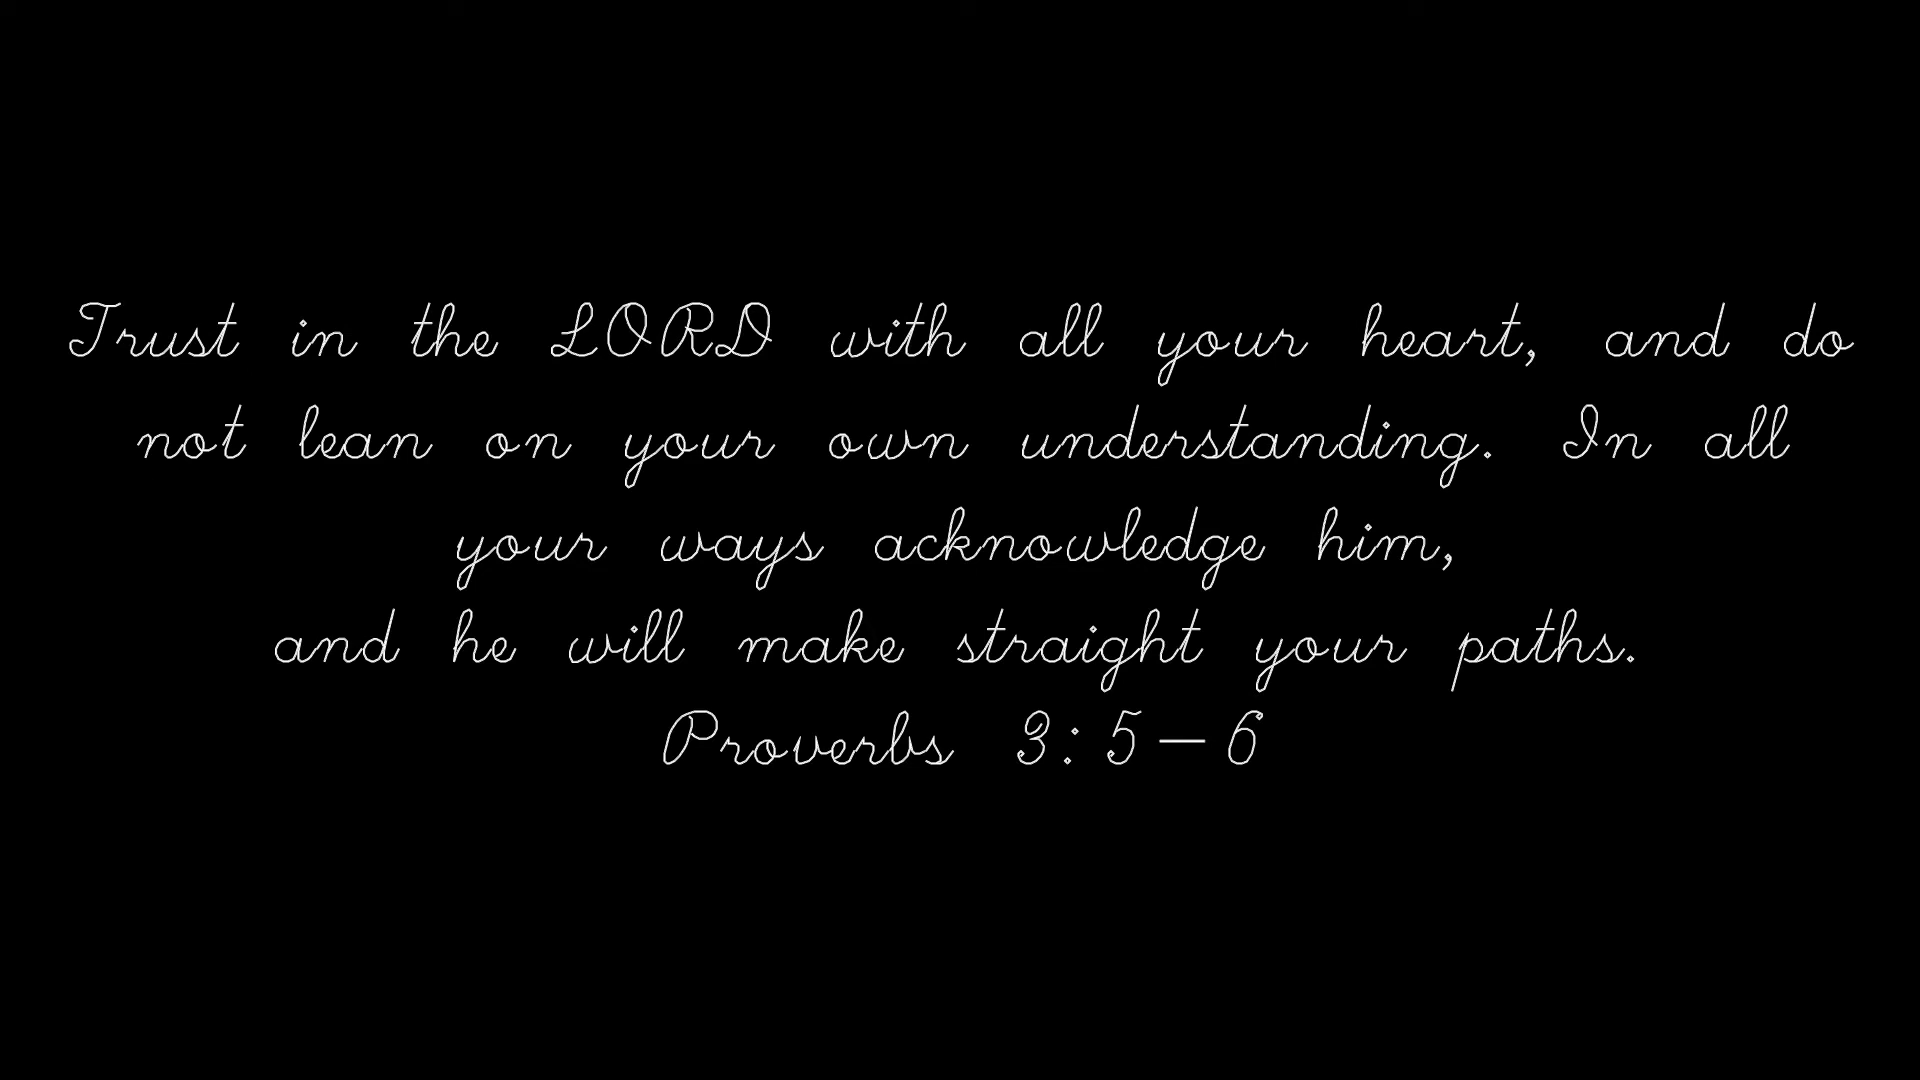 Trust in the LORD with all your heart, and do
not lean on your own understanding. In all
your ways acknowledge him,
and he will make straight your paths.
Proverbs 3:5-6